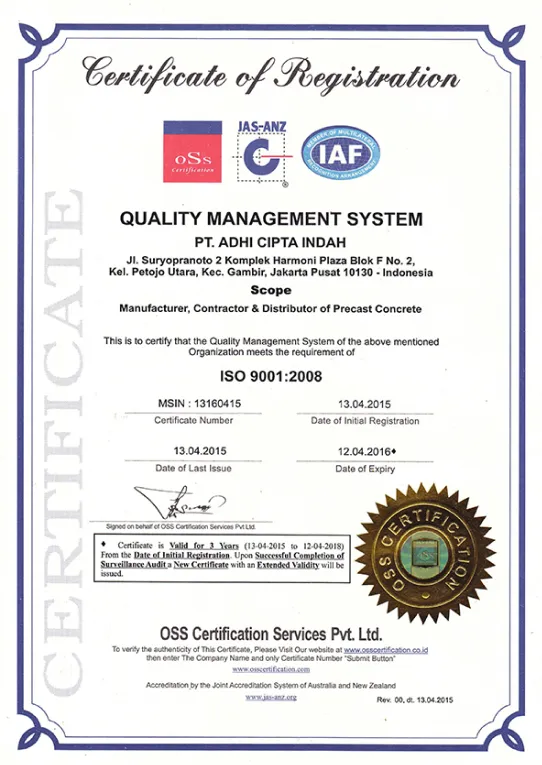 Certificate of Registration
oSs
Certification
JAS-ANZ
®
MEMBER OF MULTILATERAL
IAF
RECOGNITION ARRANGEMENT
CERTIFICATE
QUALITY MANAGEMENT SYSTEM
PT. ADHI CIPTA INDAH
Jl. Suryopranoto 2 Komplek Harmoni Plaza Blok F No. 2,
Kel. Petojo Utara, Kec. Gambir, Jakarta Pusat 10130 - Indonesia
Scope
Manufacturer, Contractor & Distributor of Precast Concrete
This is to certify that the Quality Management System of the above mentioned
Organization meets the requirement of
ISO 9001:2008
MSIN : 13160415
Certificate Number
13.04.2015
Date of Initial Registration
13.04.2015
Date of Last Issue
12.04.2016♦
Date of Expiry
Signed on behalf of OSS Certification Services Pvt.Ltd.
♦ Certificate is Valid for 3 Years (13-04-2015 to 12-04-2018)
From the Date of Initial Registration. Upon Successful Completion of
Surveillance Audit a New Certificate with an Extended Validity will be
issued.
OSS CERTIFICATION
OSS Certification Services Pvt. Ltd.
To verify the authenticity of This Certificate, Please Visit Our website at www.osscertification.co.id
then enter The Company Name and only Certificate Number "Submit Button"
www.osscertification.com
Accreditation by the Joint Accreditation System of Australia and New Zealand
www.jas-anz.org
Rev. 00, dt. 13.04.2015